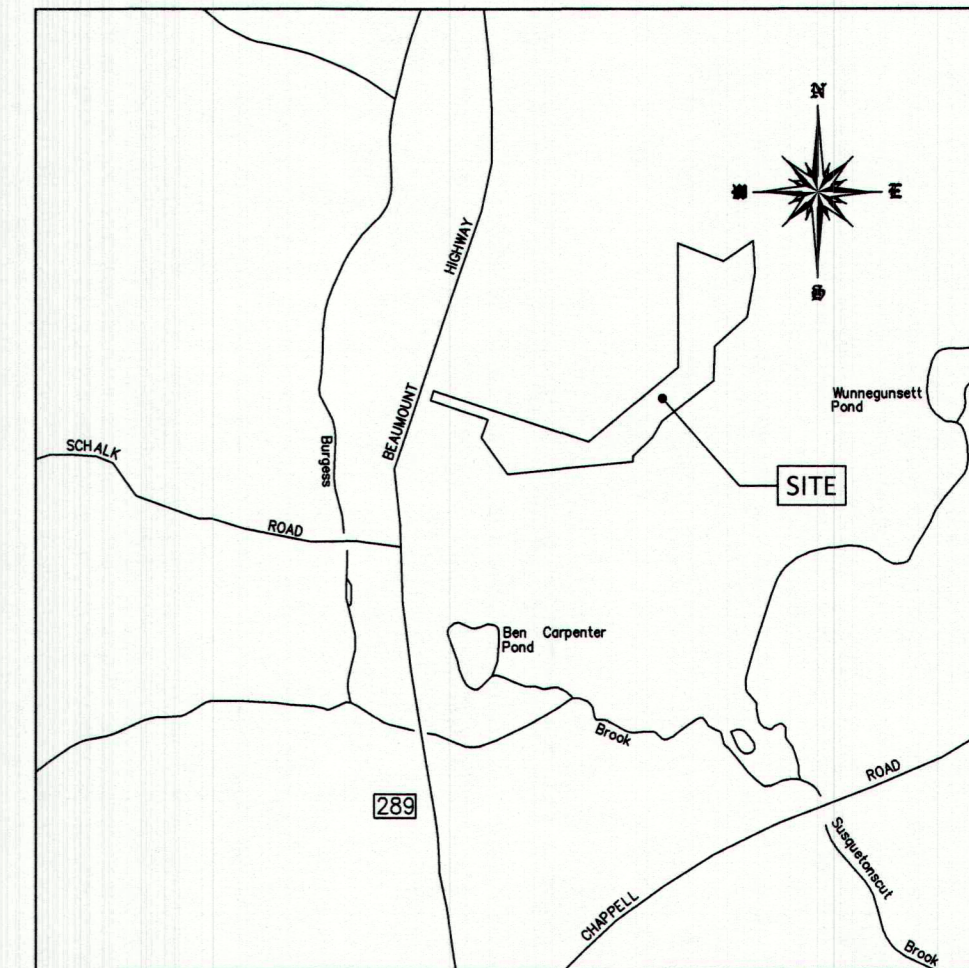 N
E
S
HIGHWAY
BEAUMOUNT
Wunnegunsett
Pond
SCHALK
ROAD
Burgess
SITE
Ben Carpenter
Pond
Brook
ROAD
289
CHAPPELL
Susquetonscut
Brook